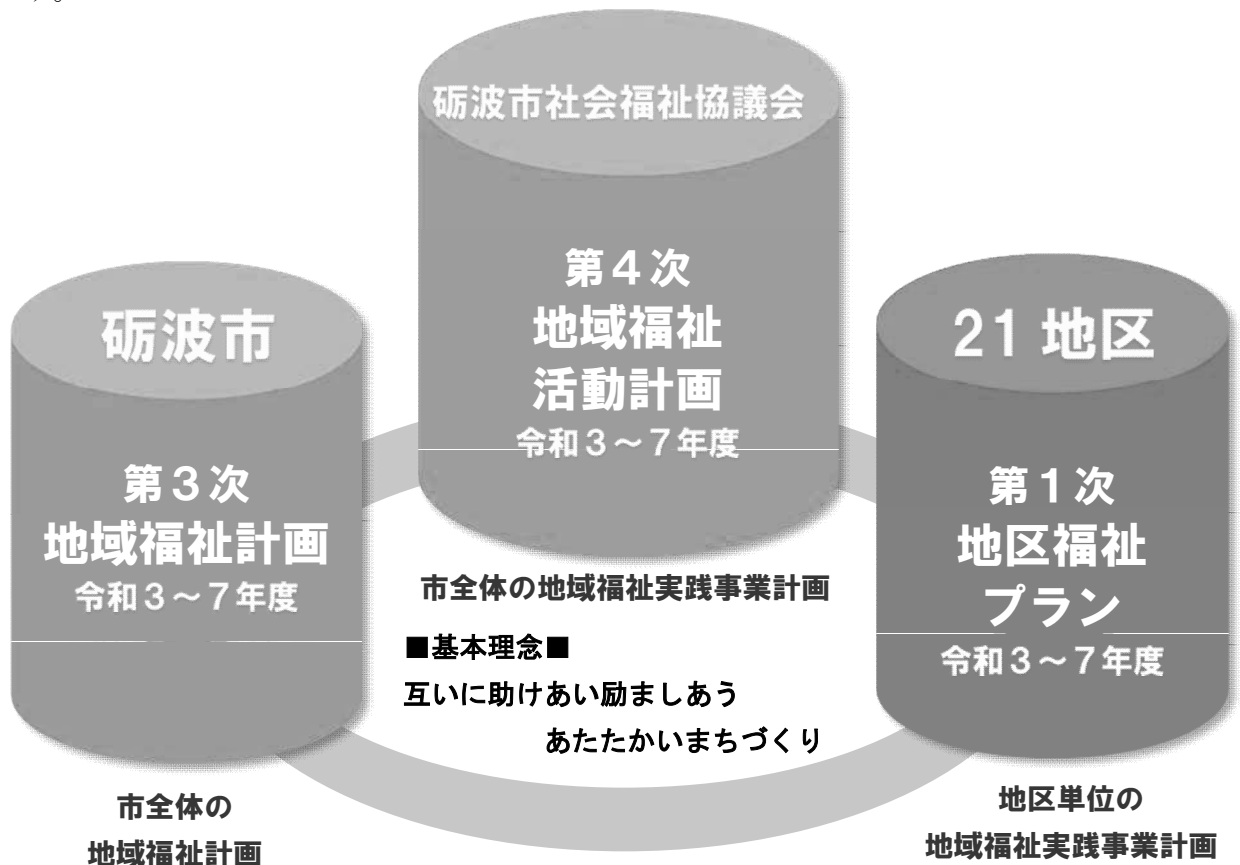 砺波市社会福祉協議会
第４次
地域福祉
活動計画
令和３～７年度
市全体の地域福祉実践事業計画
砺波市
第３次
地域福祉計画
令和３～７年度
市全体の
地域福祉計画
21 地区
第１次
地区福祉
プラン
令和３～７年度
地区単位の
地域福祉実践事業計画
■基本理念■
互いに助けあい励ましあう
あたたかいまちづくり